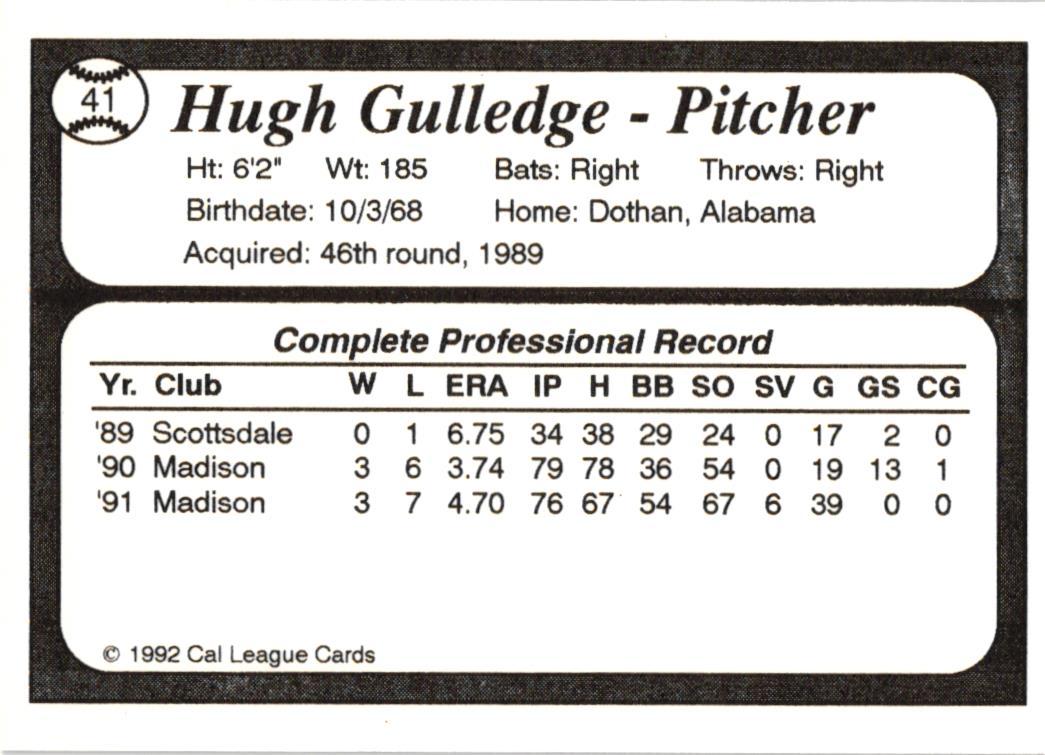 41
Hugh Gulledge - Pitcher
Ht: 6'2" Wt: 185 Bats: Right Throws: Right
Birthdate: 10/3/68 Home: Dothan, Alabama
Acquired: 46th round, 1989
Complete Professional Record
Yr. Club W L ERA IP H BB SO SV G GS CG
'89 Scottsdale 0 1 6.75 34 38 29 24 0 17 2 0
'90 Madison 3 6 3.74 79 78 36 54 0 19 13 1
'91 Madison 3 7 4.70 76 67 54 67 6 39 0 0
© 1992 Cal League Cards